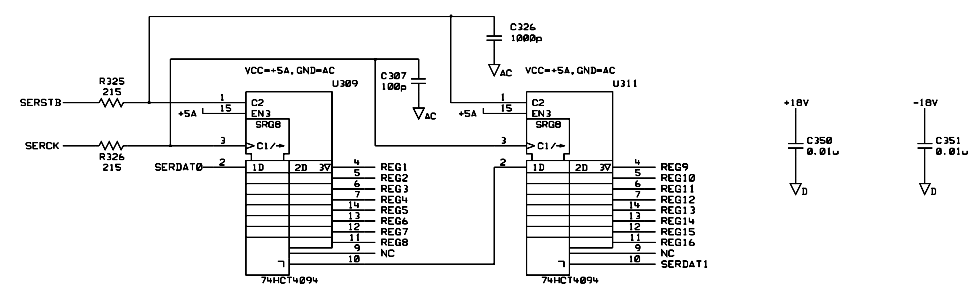 C326
1000p
AC
VCC=+5A, GND=AC
C307
100p
AC
VCC=+5A, GND=AC
U309
U311
R325
215
SERSTB
1
C2
15
EN3
+5A
SRG8
SERCK
3
C1/→
R326
215
SERDAT0
2
1D
2D
3∇
4
REG1
5
REG2
6
REG3
7
REG4
14
REG5
13
REG6
12
REG7
11
REG8
9
NC
10
74HCT4094
1
C2
15
EN3
+5A
SRG8
3
C1/→
2
1D
2D
3∇
4
REG9
5
REG10
6
REG11
7
REG12
14
REG13
13
REG14
12
REG15
11
REG16
9
NC
10
SERDAT1
74HCT4094
+18V
C350
0.01u
D
-18V
C351
0.01u
D